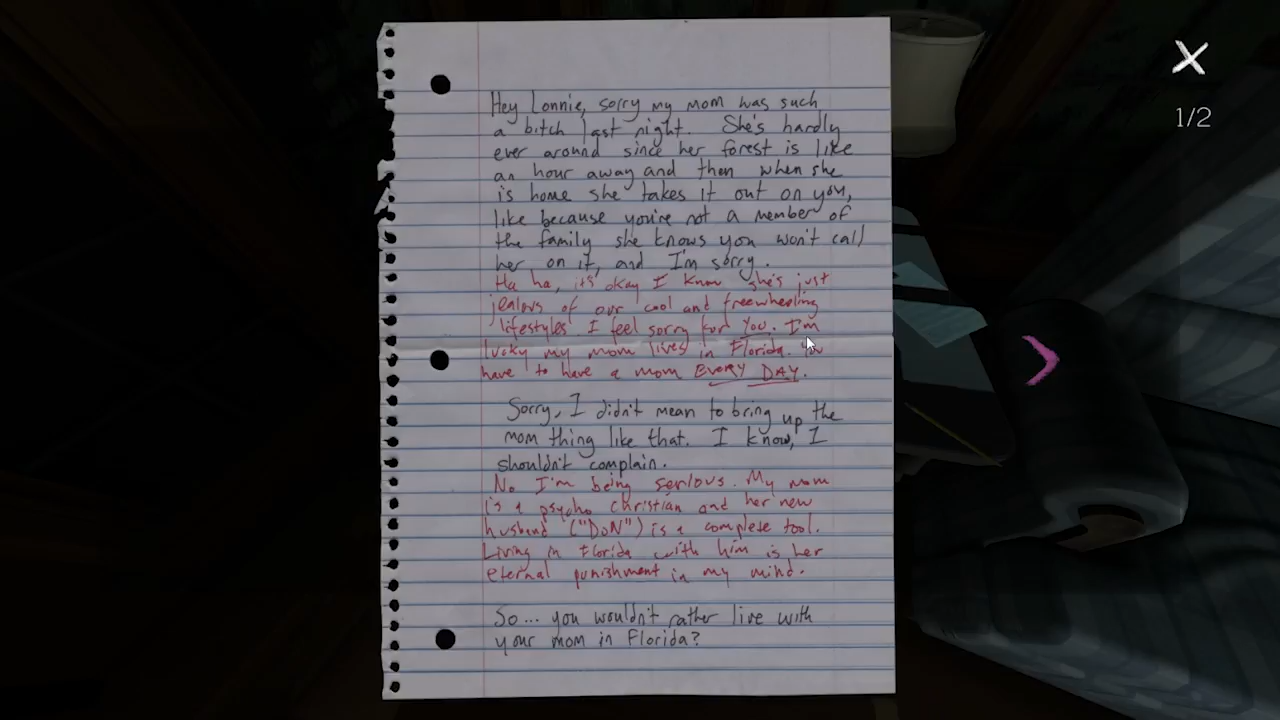 Hey Lonnie, sorry my mom was such
a bitch last night. She's hardly
ever around since her forest is like
an hour away and then when she
is home she takes it out on you,
like because you're not a member of
the family she knows you won't call
her on it, and I'm sorry.
Ha ha, it's okay I know she's just
jealous of our cool and freewheeling
lifestyles. I feel sorry for you. I'm
lucky my mom lives in Florida. You
have to have a mom EVERY DAY.
Sorry, I didn't mean to bring up the
mom thing like that. I know, I
shouldn't complain.
No I'm being serious. My mom
is a psycho christian and her new
husband ("DON") is a complete tool.
Living in Florida with him is her
eternal punishment in my mind.
So... you wouldn't rather live with
your mom in Florida?
1/2